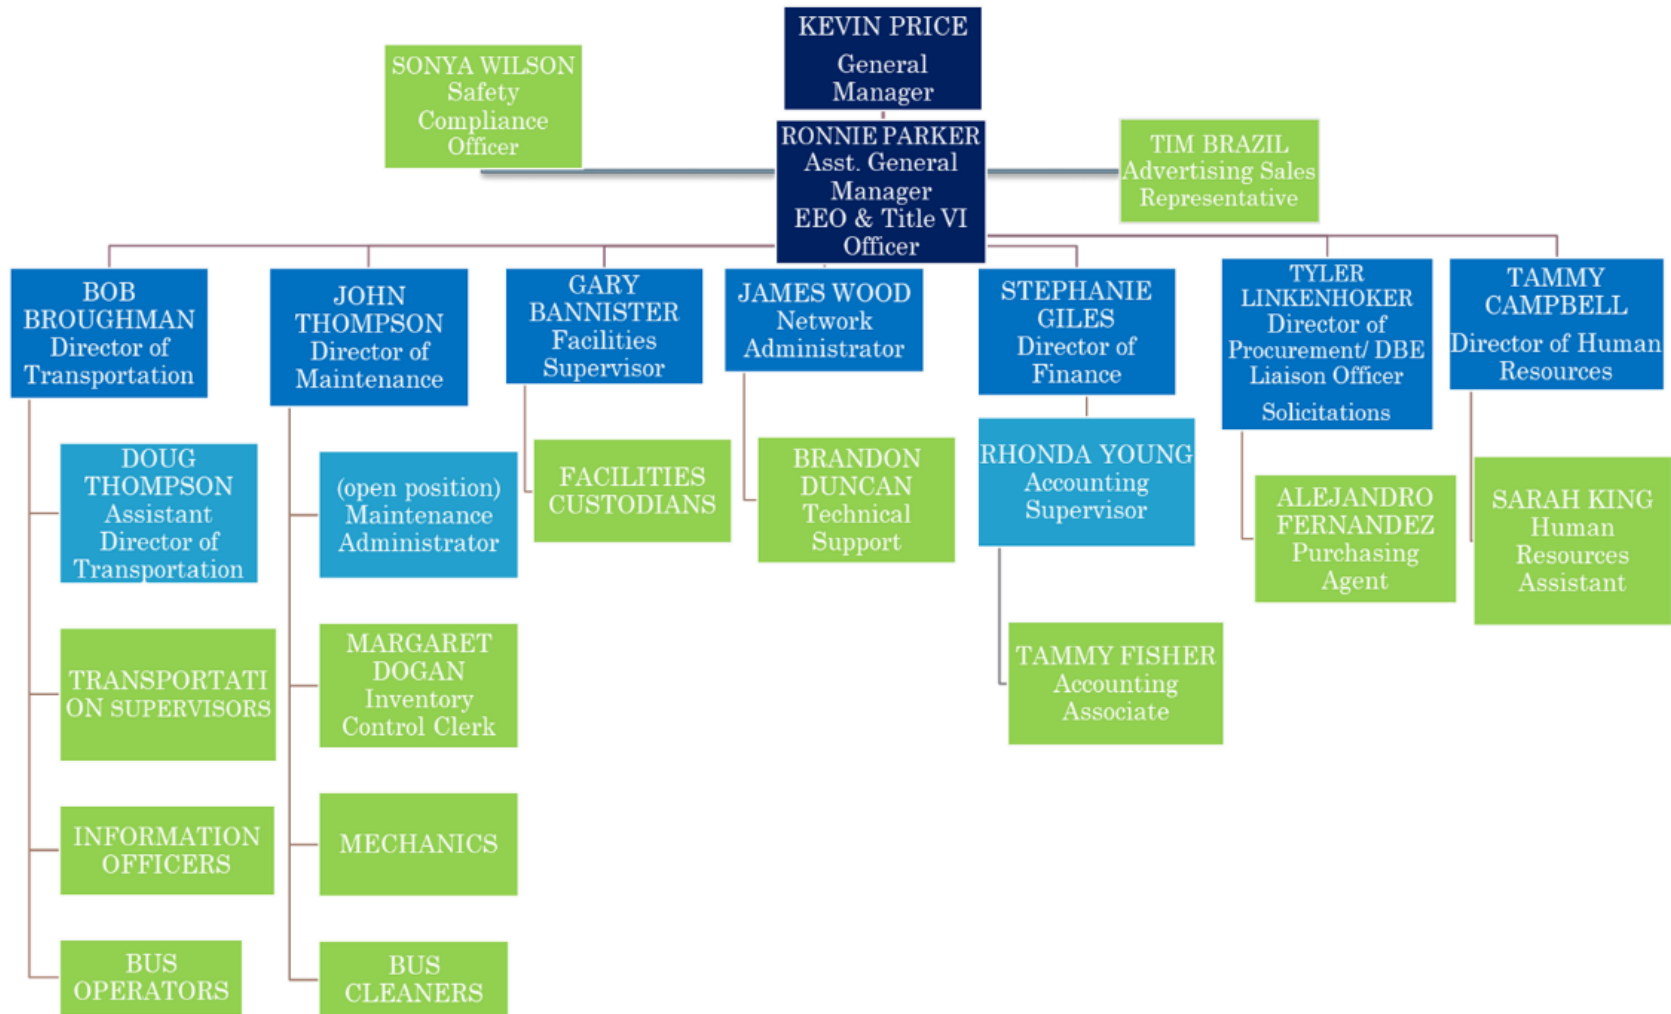 KEVIN PRICE
General
Manager
SONYA WILSON
Safety
Compliance
Officer
RONNIE PARKER
Asst. General
Manager
EEO & Title VI
Officer
TIM BRAZIL
Advertising Sales
Representative
BOB
BROUGHMAN
Director of
Transportation
JOHN
THOMPSON
Director of
Maintenance
GARY
BANNISTER
Facilities
Supervisor
JAMES WOOD
Network
Administrator
STEPHANIE
GILES
Director of
Finance
TYLER
LINKENHOKER
Director of
Procurement/ DBE
Liaison Officer
Solicitations
TAMMY
CAMPBELL
Director of Human
Resources
DOUG
THOMPSON
Assistant
Director of
Transportation
(open position)
Maintenance
Administrator
FACILITIES
CUSTODIANS
BRANDON
DUNCAN
Technical
Support
RHONDA YOUNG
Accounting
Supervisor
ALEJANDRO
FERNANDEZ
Purchasing
Agent
SARAH KING
Human
Resources
Assistant
TRANSPORTATI
ON SUPERVISORS
MARGARET
DOGAN
Inventory
Control Clerk
TAMMY FISHER
Accounting
Associate
INFORMATION
OFFICERS
MECHANICS
BUS
OPERATORS
BUS
CLEANERS